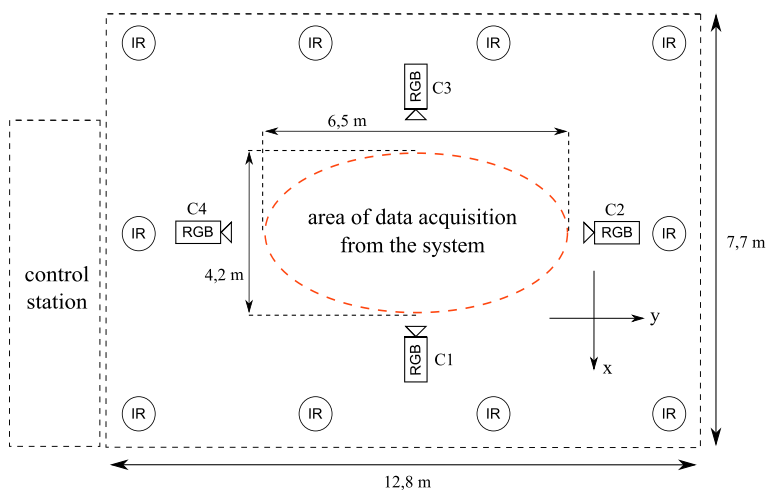 IR IR IR IR
RGB C3
6,5 m
C4
RGB
area of data acquisition
from the system
C2
RGB
IR IR
7,7 m
4,2 m
control
station
y
x
RGB C1
IR IR IR IR
12,8 m